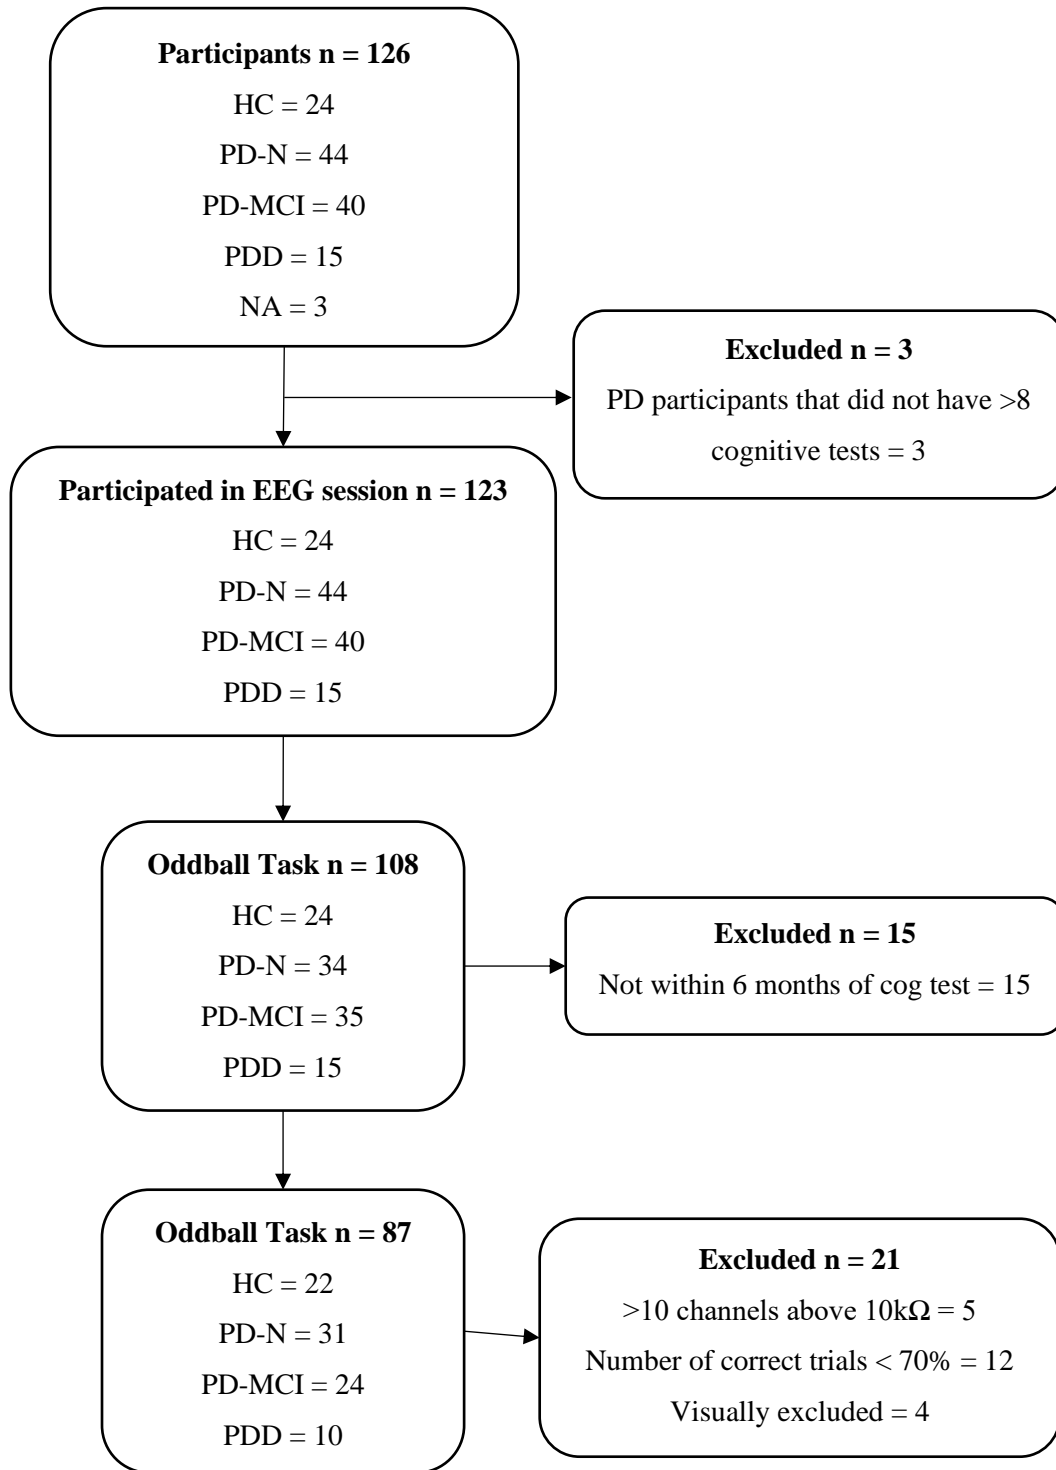 Participants n = 126
HC = 24
PD-N = 44
PD-MCI = 40
PDD = 15
NA = 3
Excluded n = 3
PD participants that did not have >8
cognitive tests = 3
Participated in EEG session n = 123
HC = 24
PD-N = 44
PD-MCI = 40
PDD = 15
Oddball Task n = 108
HC = 24
PD-N = 34
PD-MCI = 35
PDD = 15
Excluded n = 15
Not within 6 months of cog test = 15
Oddball Task n = 87
HC = 22
PD-N = 31
PD-MCI = 24
PDD = 10
Excluded n = 21
>10 channels above 10kΩ = 5
Number of correct trials < 70% = 12
Visually excluded = 4